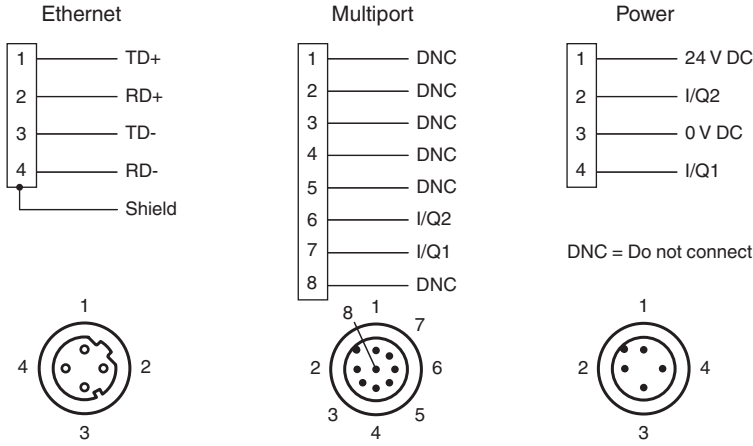 Ethernet
1 TD+
2 RD+
3 TD-
4 RD-
Shield
1
4 2
3
Multiport
1 DNC
2 DNC
3 DNC
4 DNC
5 DNC
6 I/Q2
7 I/Q1
8 DNC
8 1 7
2 6
3 5
4
Power
1 24 V DC
2 I/Q2
3 0 V DC
4 I/Q1
DNC = Do not connect
1
2 4
3